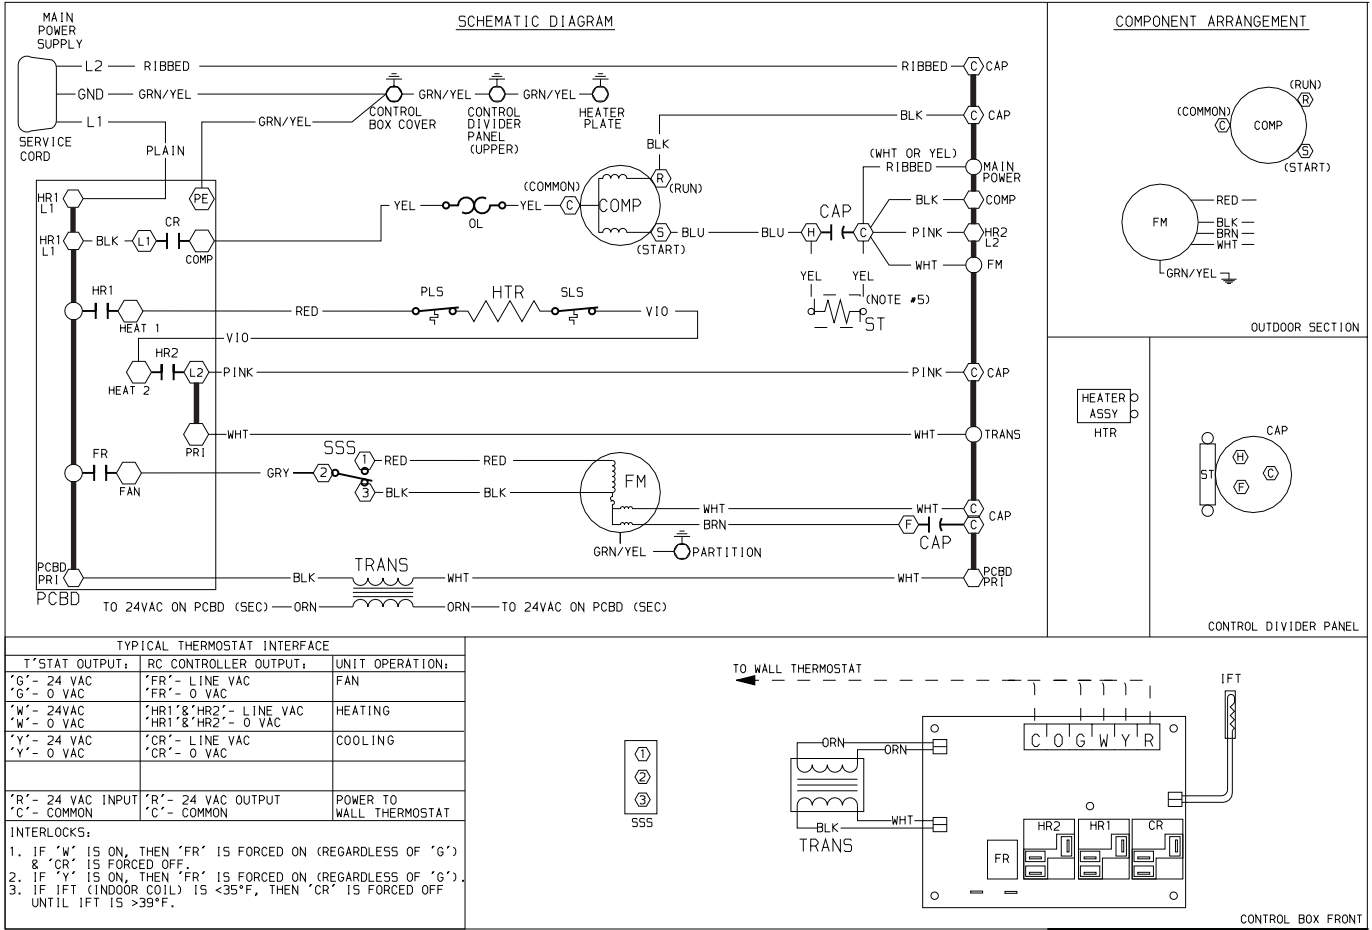 SCHEMATIC DIAGRAM
MAIN
POWER
SUPPLY
L2
RIBBED
RIBBED
C
CAP
GND
GRN/YEL
GRN/YEL
GRN/YEL
CONTROL
BOX COVER
CONTROL
DIVIDER
PANEL
(UPPER)
HEATER
PLATE
L1
GRN/YEL
BLK
C
CAP
SERVICE
CORD
PLAIN
BLK
(WHT OR YEL)
RIBBED
MAIN
POWER
HR1
L1
PE
(COMMON)
C
COMP
R
(RUN)
S
(START)
YEL
OL
YEL
CAP
BLK
C
COMP
HR1
L1
BLK
L1
CR
COMP
BLU
BLU
H
C
PINK
C
HR2
L2
WHT
FM
YEL
YEL
(NOTE #5)
ST
HR1
HEAT 1
RED
PLS
HTR
SLS
VIO
VIO
HR2
HEAT 2
L2
PINK
PINK
C
CAP
PRI
WHT
WHT
TRANS
FR
FAN
GRY
SSS
2
1
RED
RED
3
BLK
BLK
FM
WHT
WHT
C
CAP
BRN
F
CAP
C
GRN/YEL
PARTITION
PCBD
PRI
PCBD
BLK
TRANS
WHT
WHT
PCBD
PRI
TO 24VAC ON PCBD (SEC)
ORN
ORN
TO 24VAC ON PCBD (SEC)
COMPONENT ARRANGEMENT
(RUN)
R
(COMMON)
C
COMP
S
(START)
FM
RED
BLK
BRN
WHT
GRN/YEL
OUTDOOR SECTION
HEATER
ASSY
HTR
CAP
ST
H
C
F
CONTROL DIVIDER PANEL
TYPICAL THERMOSTAT INTERFACE
T'STAT OUTPUT: RC CONTROLLER OUTPUT: UNIT OPERATION:
'G'- 24 VAC 'FR'- LINE VAC FAN
'G'- 0 VAC 'FR'- 0 VAC
'W'- 24VAC 'HR1'&'HR2'- LINE VAC HEATING
'W'- 0 VAC 'HR1'&'HR2'- 0 VAC
'Y'- 24 VAC 'CR'- LINE VAC COOLING
'Y'- 0 VAC 'CR'- 0 VAC
'R'- 24 VAC INPUT 'R'- 24 VAC OUTPUT POWER TO
'C'- COMMON 'C'- COMMON WALL THERMOSTAT
INTERLOCKS:
1. IF 'W' IS ON, THEN 'FR' IS FORCED ON (REGARDLESS OF 'G')
& 'CR' IS FORCED OFF.
2. IF 'Y' IS ON, THEN 'FR' IS FORCED ON (REGARDLESS OF 'G').
3. IF IFT (INDOOR COIL) IS <35°F, THEN 'CR' IS FORCED OFF
UNTIL IFT IS >39°F.
TO WALL THERMOSTAT
IFT
C O G W Y R
1
2
3
SSS
ORN
ORN
WHT
BLK
TRANS
FR
HR2
HR1
CR
CONTROL BOX FRONT